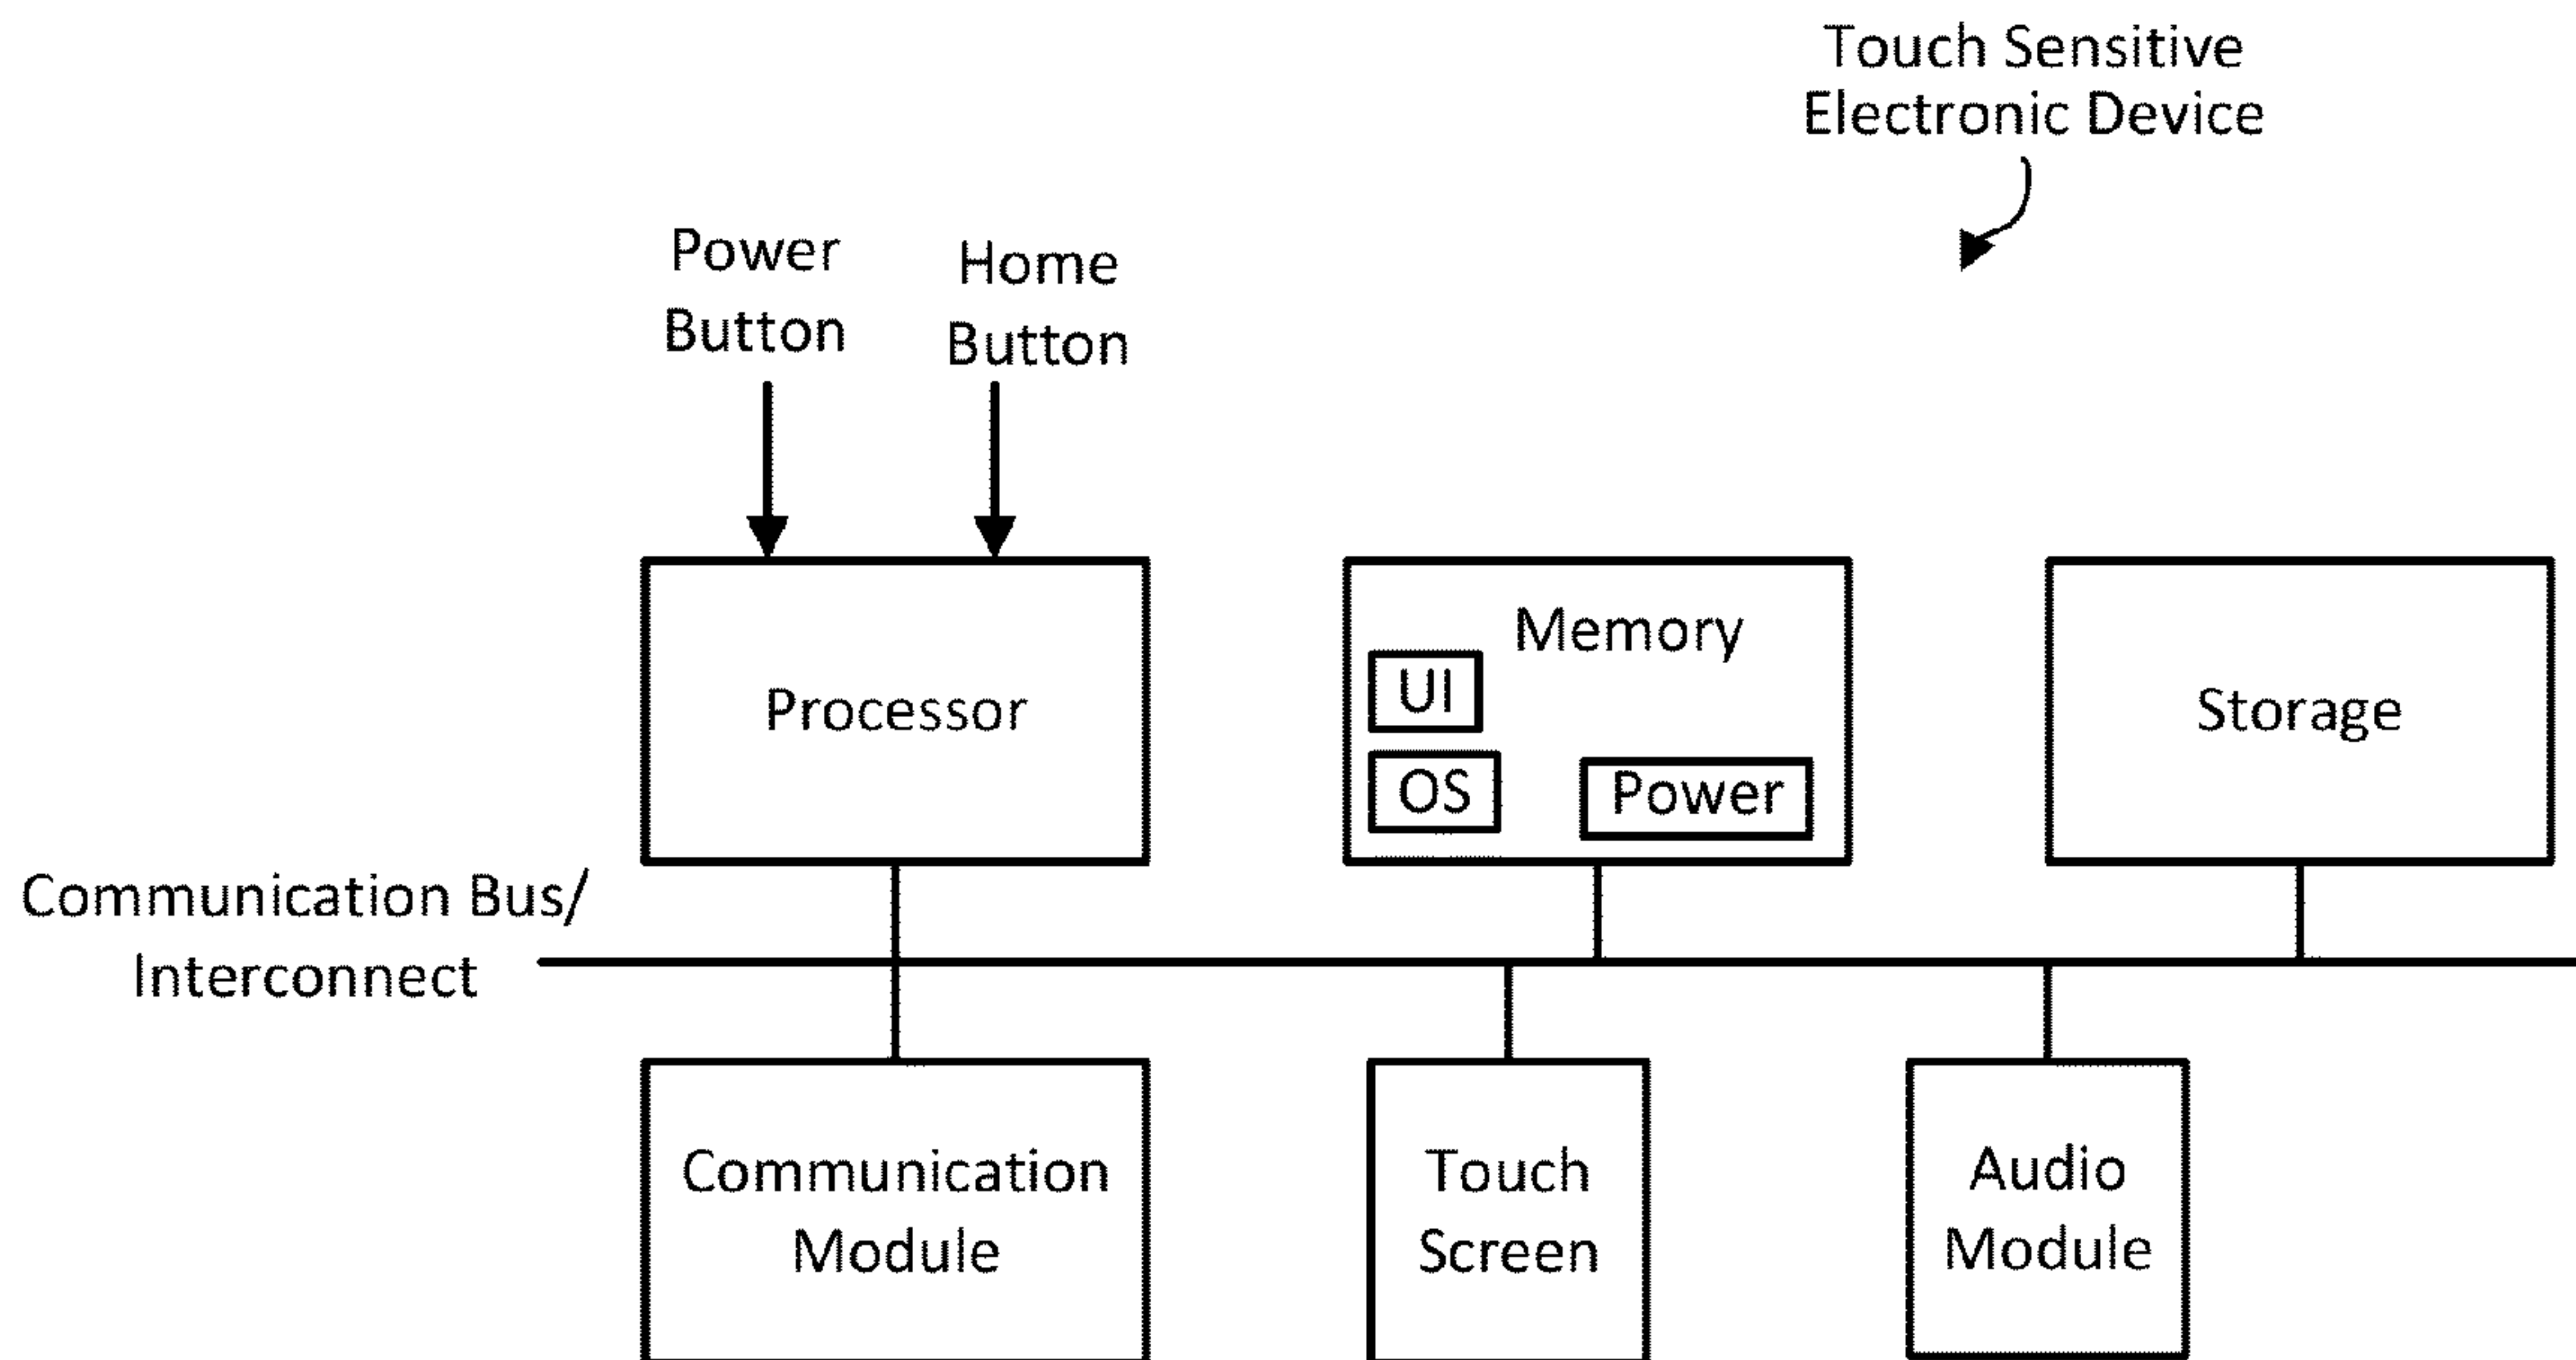 Touch Sensitive
Electronic Device
Power
Button
Home
Button
Processor
Memory
UI
OS
Power
Storage
Communication Bus/
Interconnect
Communication
Module
Touch
Screen
Audio
Module